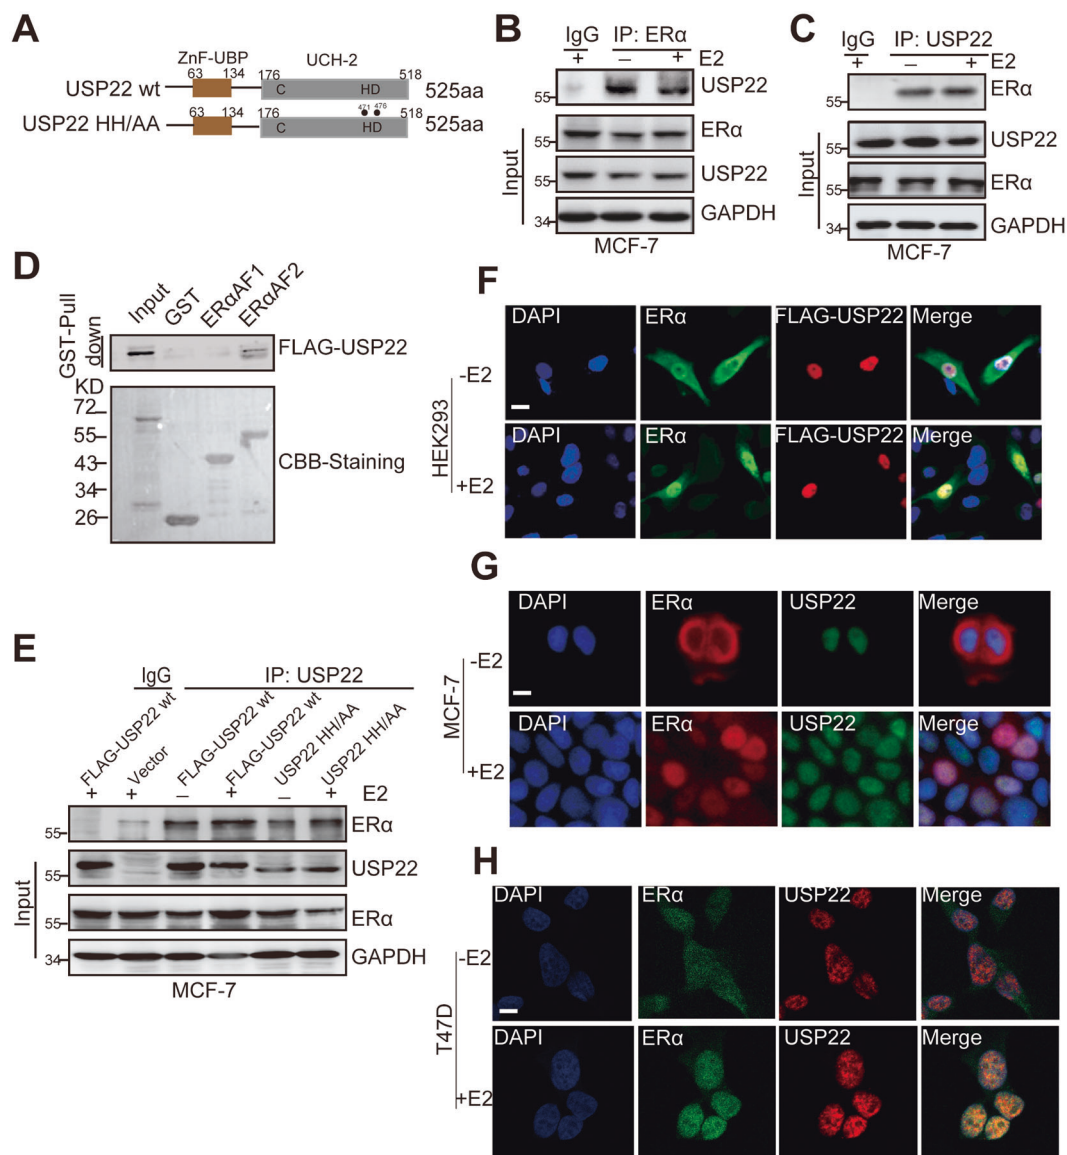 A
ZnF-UBP
UCH-2
63
134
176
518
USP22 wt
C
HD
525aa
63
134
176
471
476
518
USP22 HH/AA
C
HD
525aa
B
IgG
IP: ERα
+
–
+
E2
55
USP22
Input
55
ERα
55
USP22
34
GAPDH
MCF-7
C
IgG
IP: USP22
+
–
+
E2
55
ERα
Input
55
USP22
55
ERα
34
GAPDH
MCF-7
D
Input
GST
ERαAF1
ERαAF2
GST-Pull
down
FLAG-USP22
KD
72
55
43
34
26
CBB-Staining
E
IgG
IP: USP22
FLAG-USP22 wt
Vector
FLAG-USP22 wt
FLAG-USP22 wt
USP22 HH/AA
USP22 HH/AA
+
+
–
+
–
+
E2
55
ERα
Input
55
USP22
55
ERα
34
GAPDH
MCF-7
F
HEK293
-E2
DAPI
ERα
FLAG-USP22
Merge
+E2
DAPI
ERα
FLAG-USP22
Merge
G
MCF-7
-E2
DAPI
ERα
USP22
Merge
+E2
DAPI
ERα
USP22
Merge
H
T47D
-E2
DAPI
ERα
USP22
Merge
+E2
DAPI
ERα
USP22
Merge